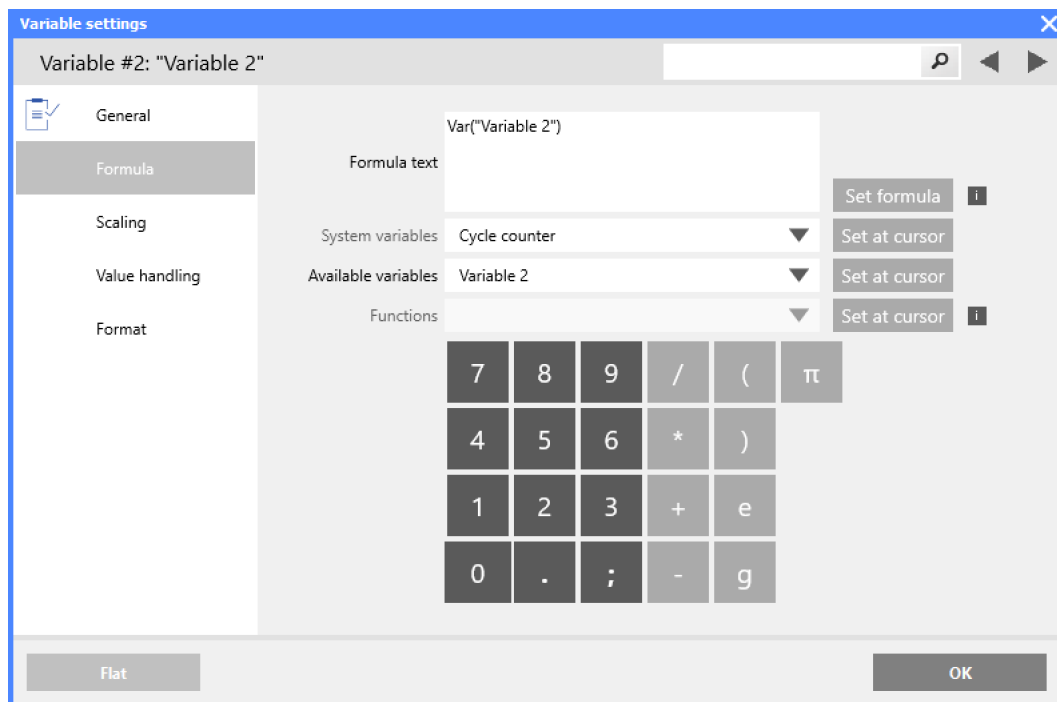 Variable settings
Variable #2: "Variable 2"
General
Formula
Scaling
Value handling
Format
Var("Variable 2")
Formula text
Set formula i
System variables Cycle counter Set at cursor
Available variables Variable 2 Set at cursor
Functions Set at cursor i
7 8 9 / ( π
4 5 6 * )
1 2 3 + e
0 . ; - g
Flat OK